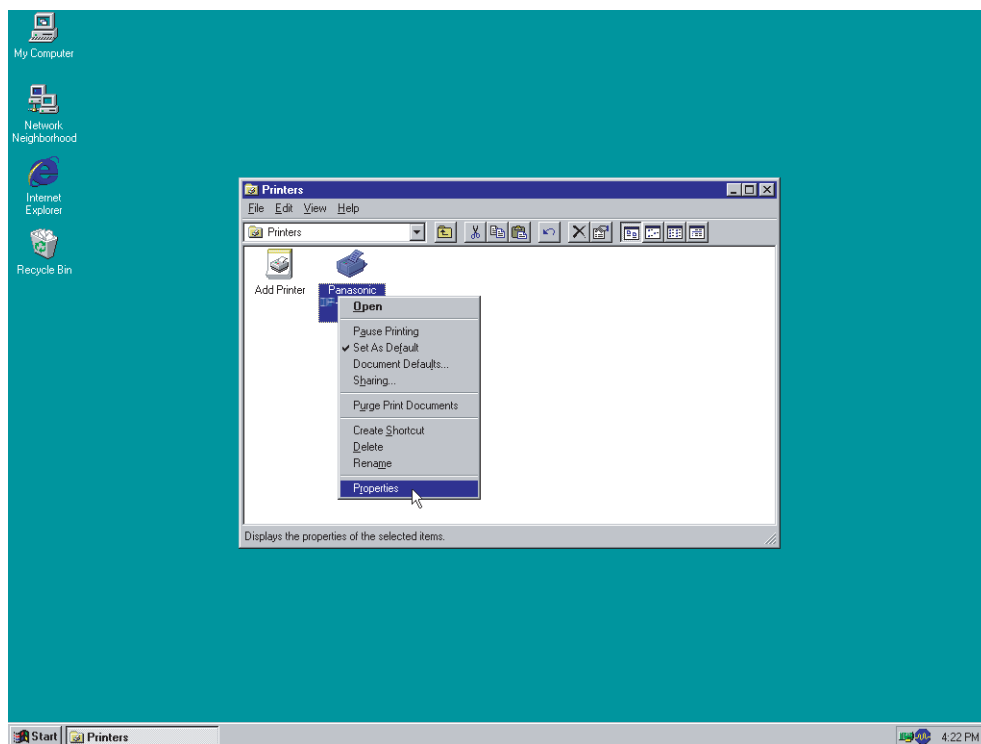 My Computer
Network
Neighborhood
Internet
Explorer
Recycle Bin
Printers
File Edit View Help
Printers
Add Printer
Panasonic
Open
Pause Printing
Set As Default
Document Defaults...
Sharing...
Purge Print Documents
Create Shortcut
Delete
Rename
Properties
Displays the properties of the selected items.
Start
Printers
4:22 PM